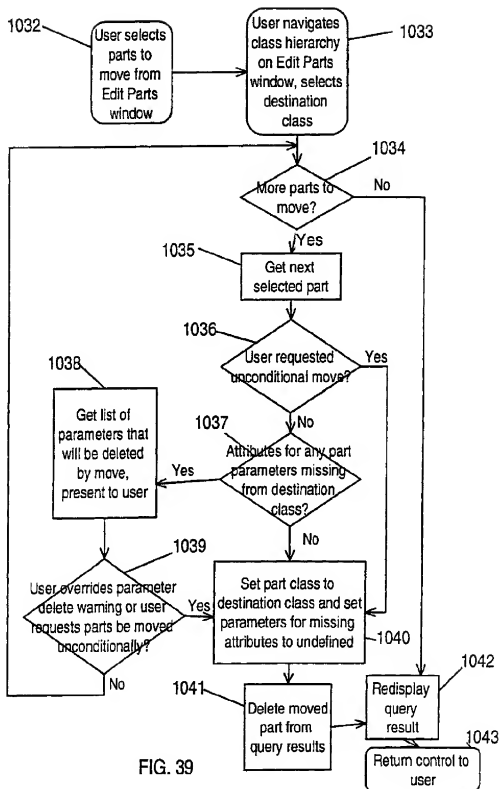 1032
User selects
parts to
move from
Edit Parts
window
1033
User navigates
class hierarchy
on Edit Parts
window, selects
destination
class
1034
More parts to
move?
No
Yes
1035
Get next
selected part
1036
User requested
unconditional move?
Yes
No
1037
Attributes for any part
parameters missing
from destination
class?
Yes
No
1038
Get list of
parameters that
will be deleted
by move,
present to user
1039
User overrides parameter
delete warning or user
requests parts be moved
unconditionally?
Yes
No
Set part class to
destination class and set
parameters for missing
attributes to undefined
1040
1041
Delete moved
part from
query results
1042
Redisplay
query
result
1043
Return control to
user
FIG. 39